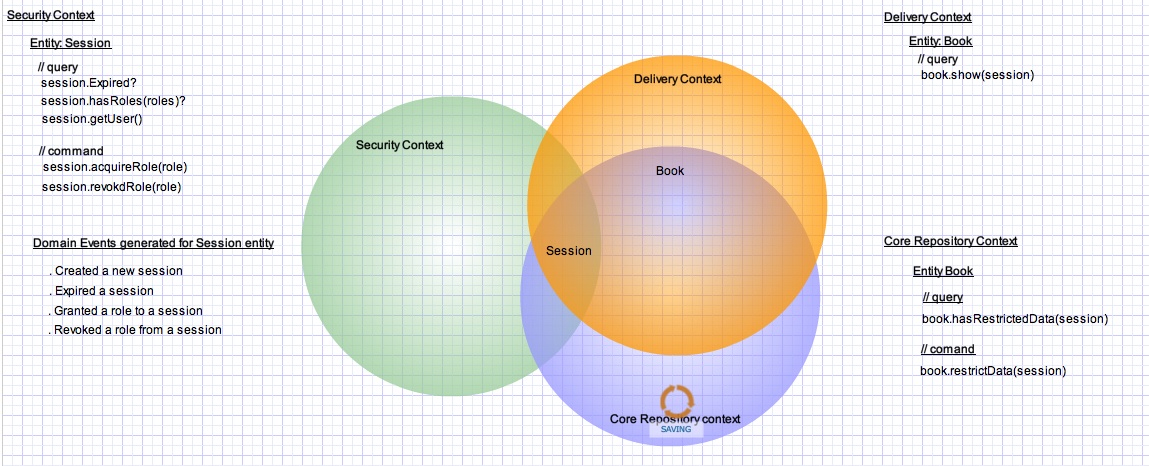 Security Context
Entity: Session
// query
session.Expired?
session.hasRoles(roles)?
session.getUser()
// command
session.acquireRole(role)
session.revokdRole(role)
Domain Events generated for Session entity
. Created a new session
. Expired a session
. Granted a role to a session
. Revoked a role from a session
Security Context
Delivery Context
Book
Session
Core Repository context
SAVING
Delivery Context
Entity: Book
// query
book.show(session)
Core Repository Context
Entity Book
// query
book.hasRestrictedData(session)
// comand
book.restrictData(session)